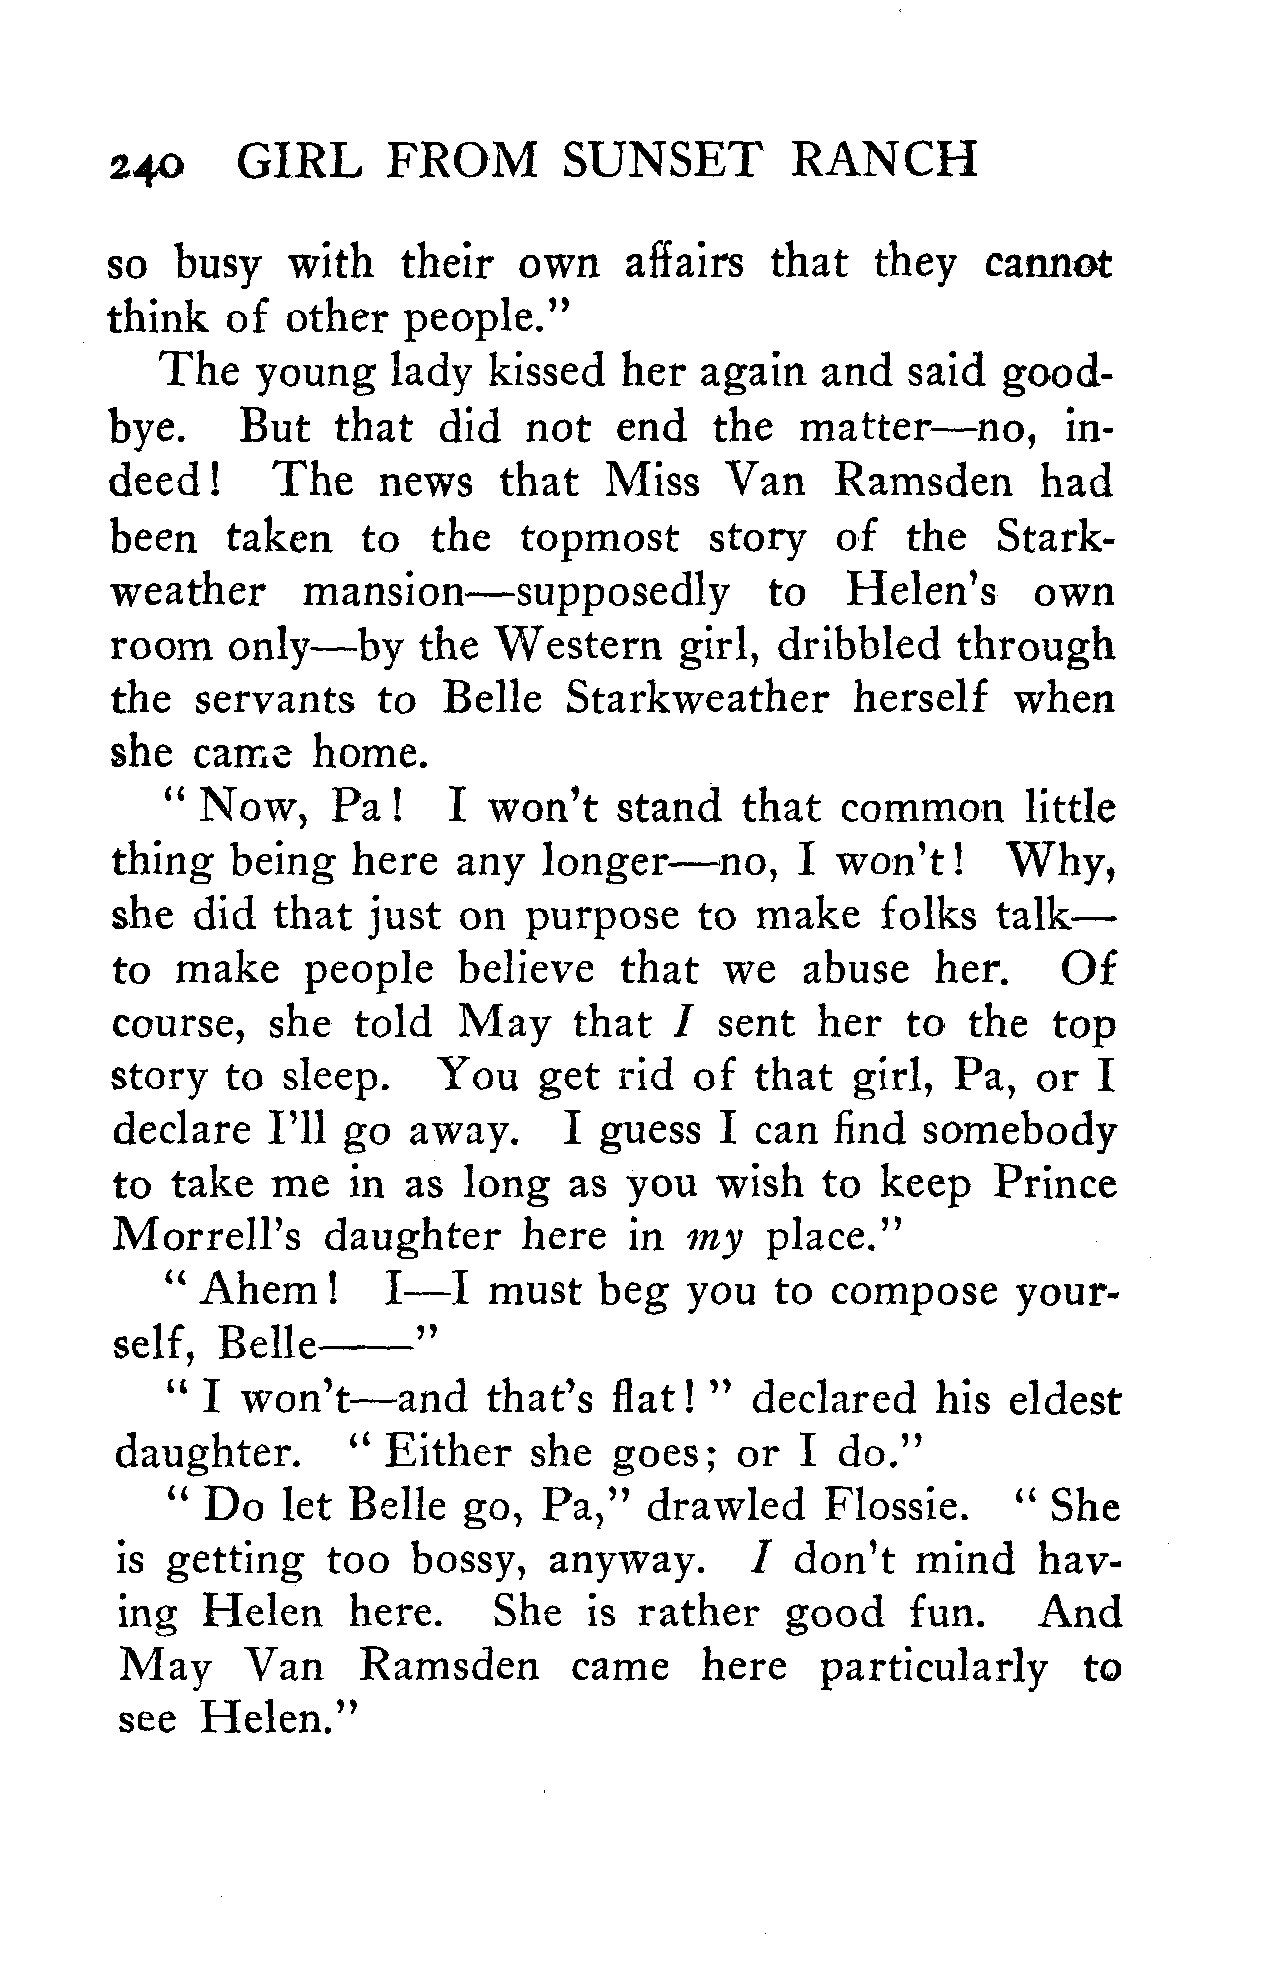 240 GIRL FROM SUNSET RANCH
so busy with their own affairs that they cannot
think of other people."
The young lady kissed her again and said good-
bye. But that did not end the matter—no, in-
deed! The news that Miss Van Ramsden had
been taken to the topmost story of the Stark-
weather mansion—supposedly to Helen's own
room only—by the Western girl, dribbled through
the servants to Belle Starkweather herself when
she came home.
" Now, Pa! I won't stand that common little
thing being here any longer—no, I won't! Why,
she did that just on purpose to make folks talk—
to make people believe that we abuse her. Of
course, she told May that I sent her to the top
story to sleep. You get rid of that girl, Pa, or I
declare I'll go away. I guess I can find somebody
to take me in as long as you wish to keep Prince
Morrell's daughter here in my place."
" Ahem! I—I must beg you to compose your-
self, Belle——"
" I won't—and that's flat! " declared his eldest
daughter. " Either she goes; or I do."
" Do let Belle go, Pa," drawled Flossie. " She
is getting too bossy, anyway. I don't mind hav-
ing Helen here. She is rather good fun. And
May Van Ramsden came here particularly to
see Helen."